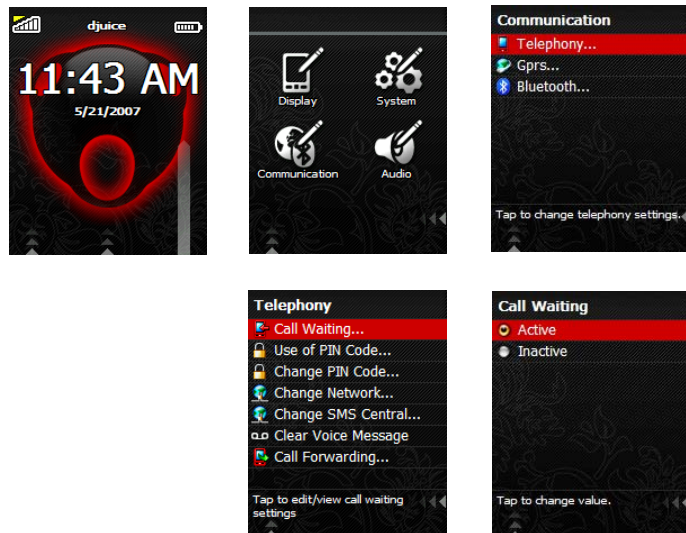 djuice
11:43 AM
5/21/2007
Display
System
Communication
Audio
Communication
Telephony...
Gprs...
Bluetooth...
Tap to change telephony settings.
Telephony
Call Waiting...
Use of PIN Code...
Change PIN Code...
Change Network...
Change SMS Central...
Clear Voice Message
Call Forwarding...
Tap to edit/view call waiting
settings
Call Waiting
Active
Inactive
Tap to change value.